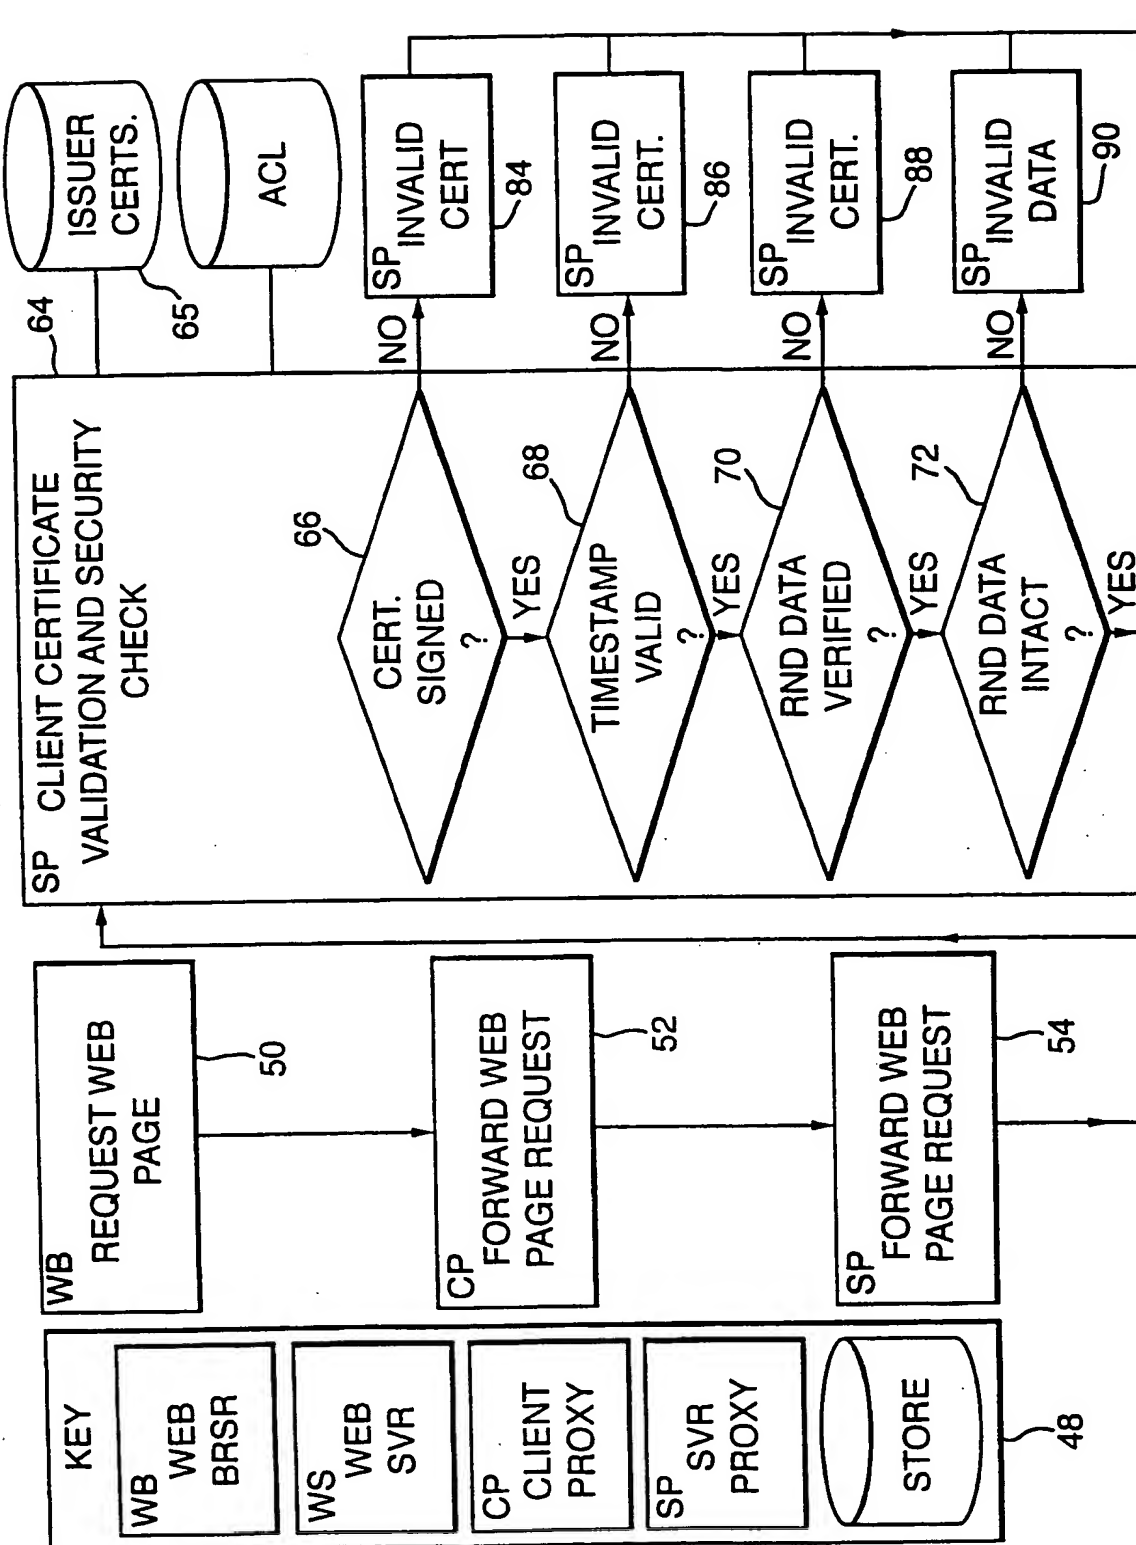 KEY
WB
WEB
BRSR
WS
WEB
SVR
CP
CLIENT
PROXY
SP
SVR
PROXY
STORE
48
WB
REQUEST WEB
PAGE
50
CP
FORWARD WEB
PAGE REQUEST
52
SP
FORWARD WEB
PAGE REQUEST
54
SP CLIENT CERTIFICATE
VALIDATION AND SECURITY
CHECK
64
ISSUER
CERTS.
65
ACL
66
CERT.
SIGNED
?
YES
NO
SP
INVALID
CERT
84
68
TIMESTAMP
VALID
?
YES
NO
SP
INVALID
CERT.
86
70
RND DATA
VERIFIED
?
YES
NO
SP
INVALID
CERT.
88
72
RND DATA
INTACT
?
YES
NO
SP
INVALID
DATA
90